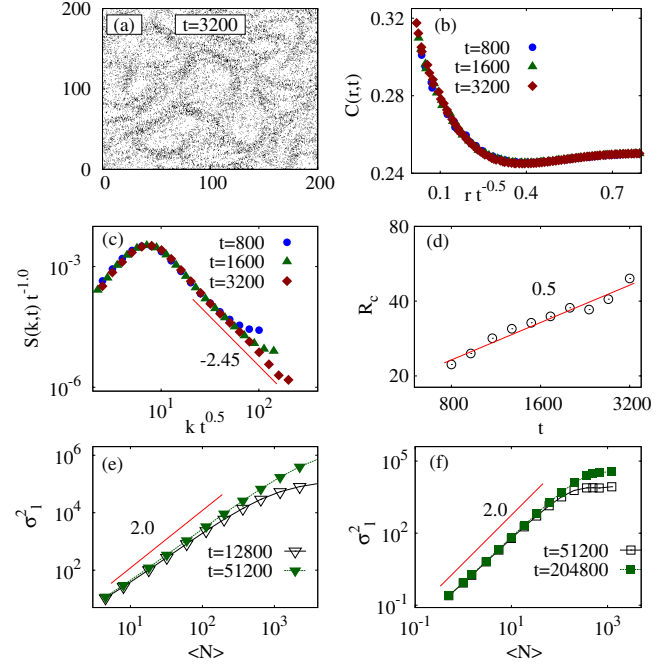 (a)
t=3200
200
100
0
0
100
200
(b)
t=800
t=1600
t=3200
C(r,t)
0.32
0.28
0.24
0.1
0.4
0.7
r t^-0.5
(c)
t=800
t=1600
t=3200
S(k,t) t^-1.0
10^-3
10^-6
-2.45
10^1
10^2
k t^0.5
(d)
R_c
80
40
20
0.5
800
1600
3200
t
(e)
σ_l^2
10^6
10^4
10^2
2.0
t=12800
t=51200
10^1
10^2
10^3
<N>
(f)
σ_l^2
10^5
10^2
10^-1
2.0
t=51200
t=204800
10^-1
10^1
10^3
<N>